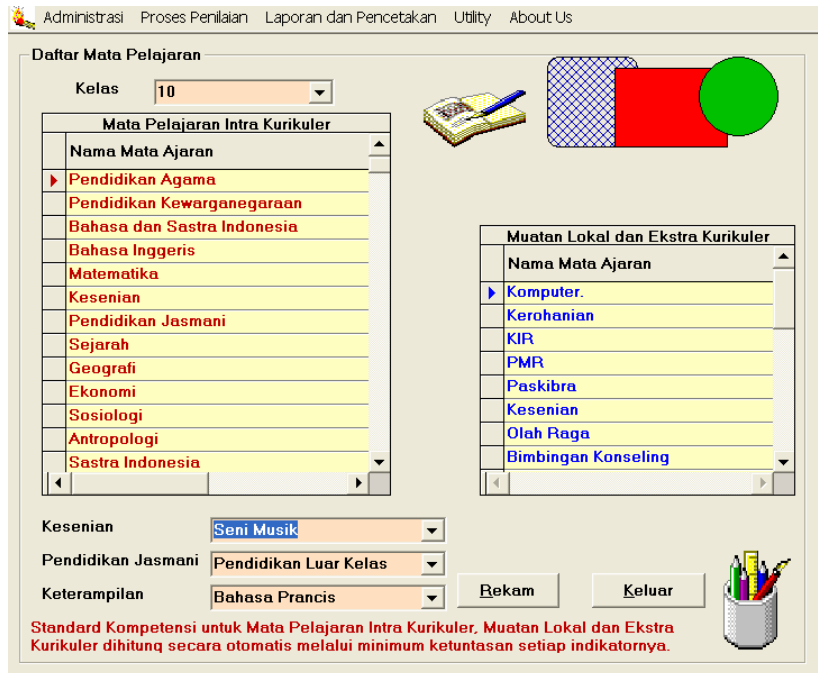 Administrasi Proses Penilaian Laporan dan Pencetakan Utility About Us
Daftar Mata Pelajaran
Kelas 10
Mata Pelajaran Intra Kurikuler
Nama Mata Ajaran
Pendidikan Agama
Pendidikan Kewarganegaraan
Bahasa dan Sastra Indonesia
Bahasa Inggeris
Matematika
Kesenian
Pendidikan Jasmani
Sejarah
Geografi
Ekonomi
Sosiologi
Antropologi
Sastra Indonesia
Muatan Lokal dan Ekstra Kurikuler
Nama Mata Ajaran
Komputer.
Kerohanian
KIR
PMR
Paskibra
Kesenian
Olah Raga
Bimbingan Konseling
Kesenian Seni Musik
Pendidikan Jasmani Pendidikan Luar Kelas
Keterampilan Bahasa Prancis
Rekam Keluar
Standard Kompetensi untuk Mata Pelajaran Intra Kurikuler, Muatan Lokal dan Ekstra
Kurikuler dihitung secara otomatis melalui minimum ketuntasan setiap indikatornya.